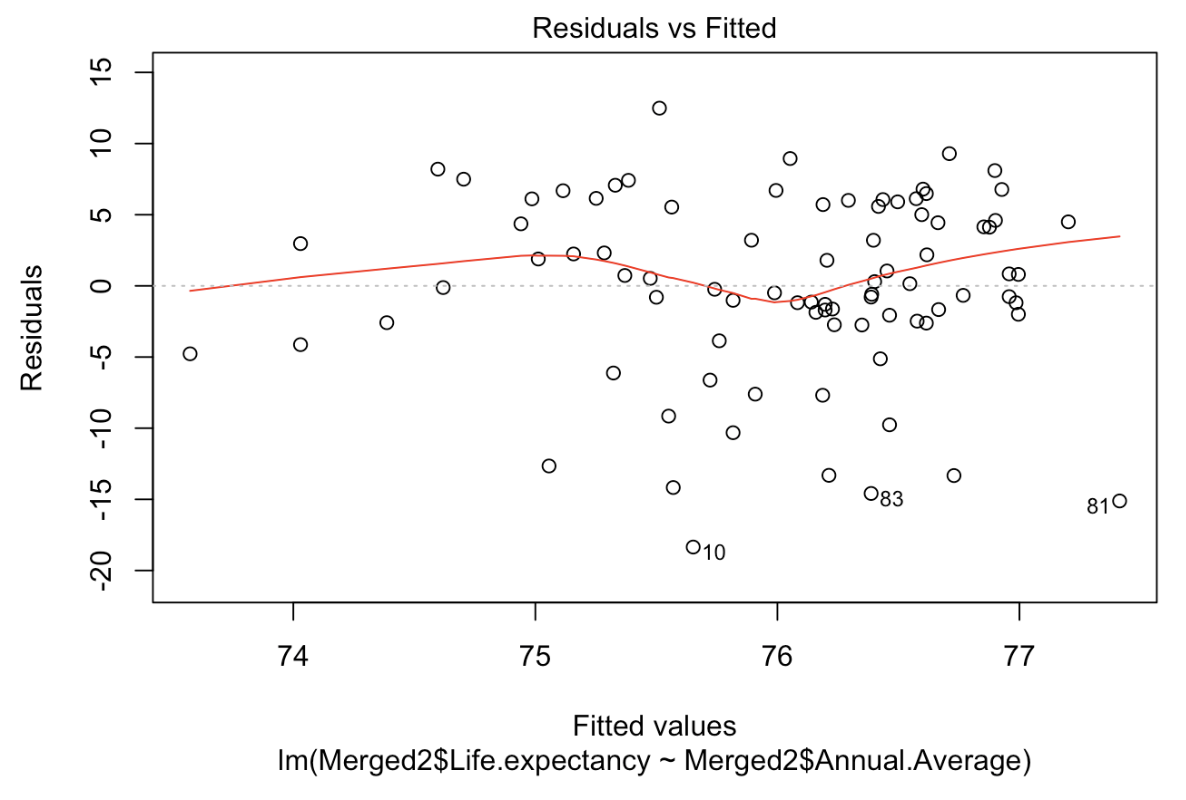 Residuals vs Fitted
15
10
5
0
-5
-10
-15
-20
Residuals
83
81
10
74 75 76 77
Fitted values
lm(Merged2$Life.expectancy ~ Merged2$Annual.Average)